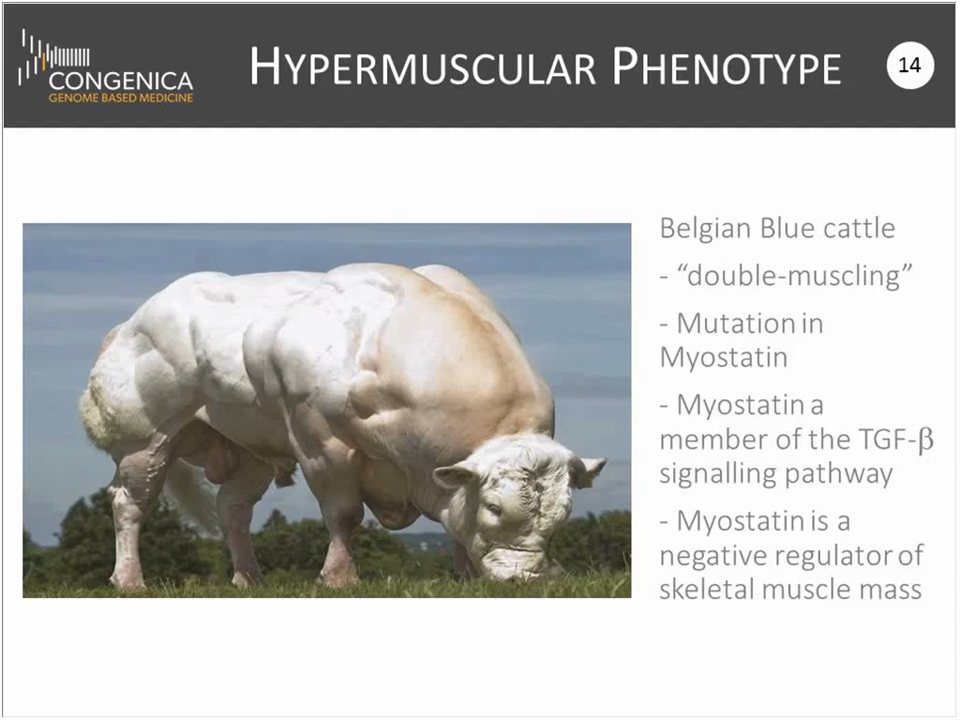 CONGENICA
GENOME BASED MEDICINE
HYPERMUSCULAR PHENOTYPE
14
Belgian Blue cattle
- “double-muscling”
- Mutation in
Myostatin
- Myostatin a
member of the TGF-β
signalling pathway
- Myostatin is a
negative regulator of
skeletal muscle mass